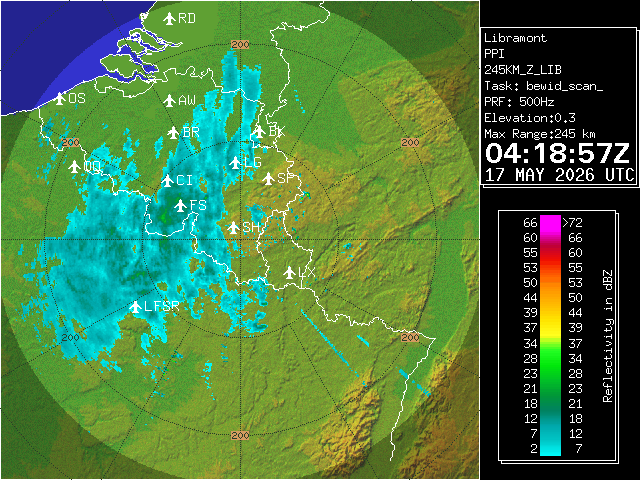 RD
200
OS
AW
BR
BK
200
200
UQ
LG
CI
SP
FS
SH
LX
LFSR
200
200
200
Libramont
PPI
245KM_Z_LIB
Task: bewid_scan_
PRF: 500Hz
Elevation:0.3
Max Range:245 km
04:18:57Z
17 MAY 2026 UTC
66 >72
60 66
55 60
53 55
50 53
44 50
39 44
37 39
34 37
28 34
23 28
21 23
18 21
12 18
7 12
2 7
Reflectivity in dBZ